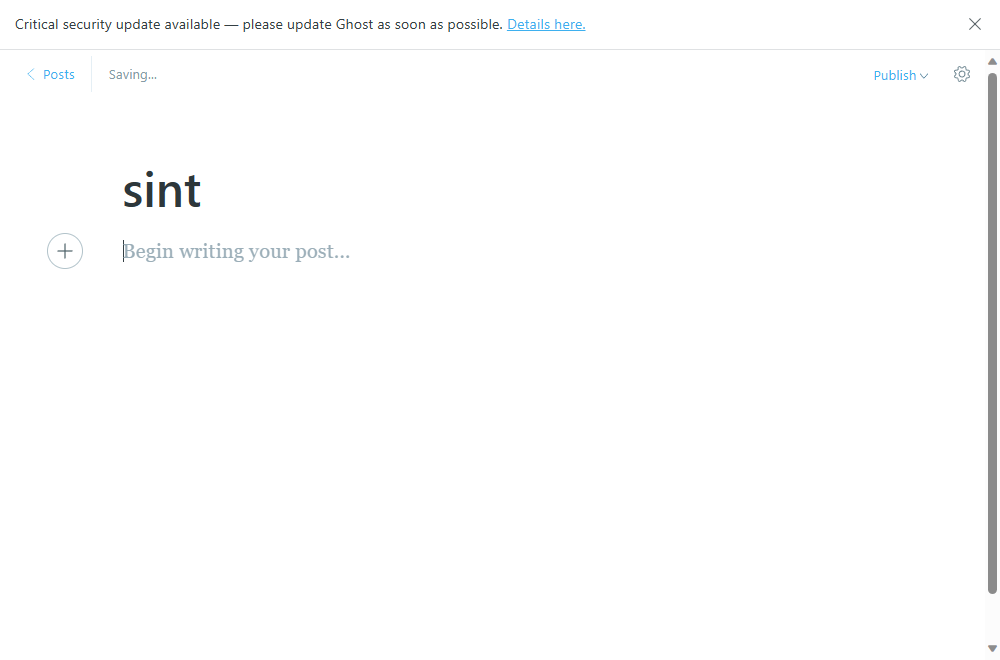 Critical security update available — please update Ghost as soon as possible. Details here.
Posts
Saving...
Publish
sint
Begin writing your post...